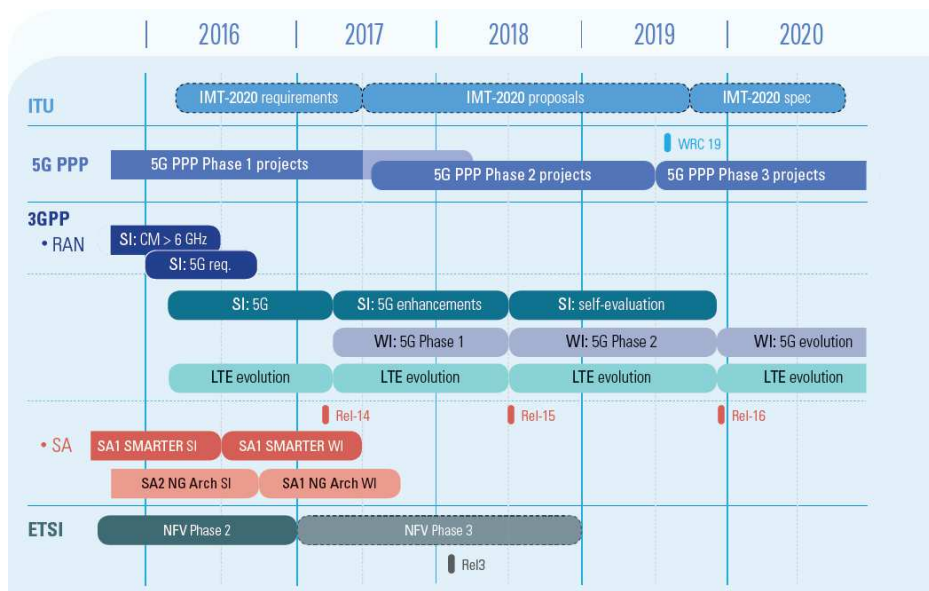 2016 2017 2018 2019 2020
ITU IMT-2020 requirements IMT-2020 proposals IMT-2020 spec
WRC 19
5G PPP 5G PPP Phase 1 projects 5G PPP Phase 2 projects 5G PPP Phase 3 projects
3GPP
• RAN SI: CM > 6 GHz
SI: 5G req.
SI: 5G SI: 5G enhancements SI: self-evaluation
WI: 5G Phase 1 WI: 5G Phase 2 WI: 5G evolution
LTE evolution LTE evolution LTE evolution LTE evolution
Rel-14 Rel-15 Rel-16
• SA SA1 SMARTER SI SA1 SMARTER WI
SA2 NG Arch SI SA1 NG Arch WI
ETSI NFV Phase 2 NFV Phase 3
Rel3